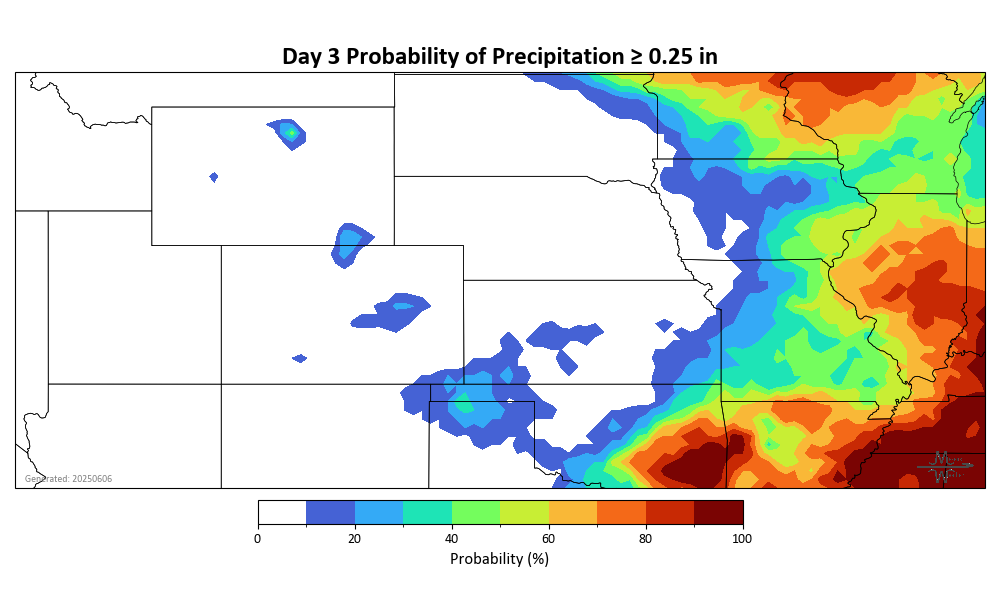 Day 3 Probability of Precipitation ≥ 0.25 in
Generated: 20250606
0 20 40 60 80 100
Probability (%)